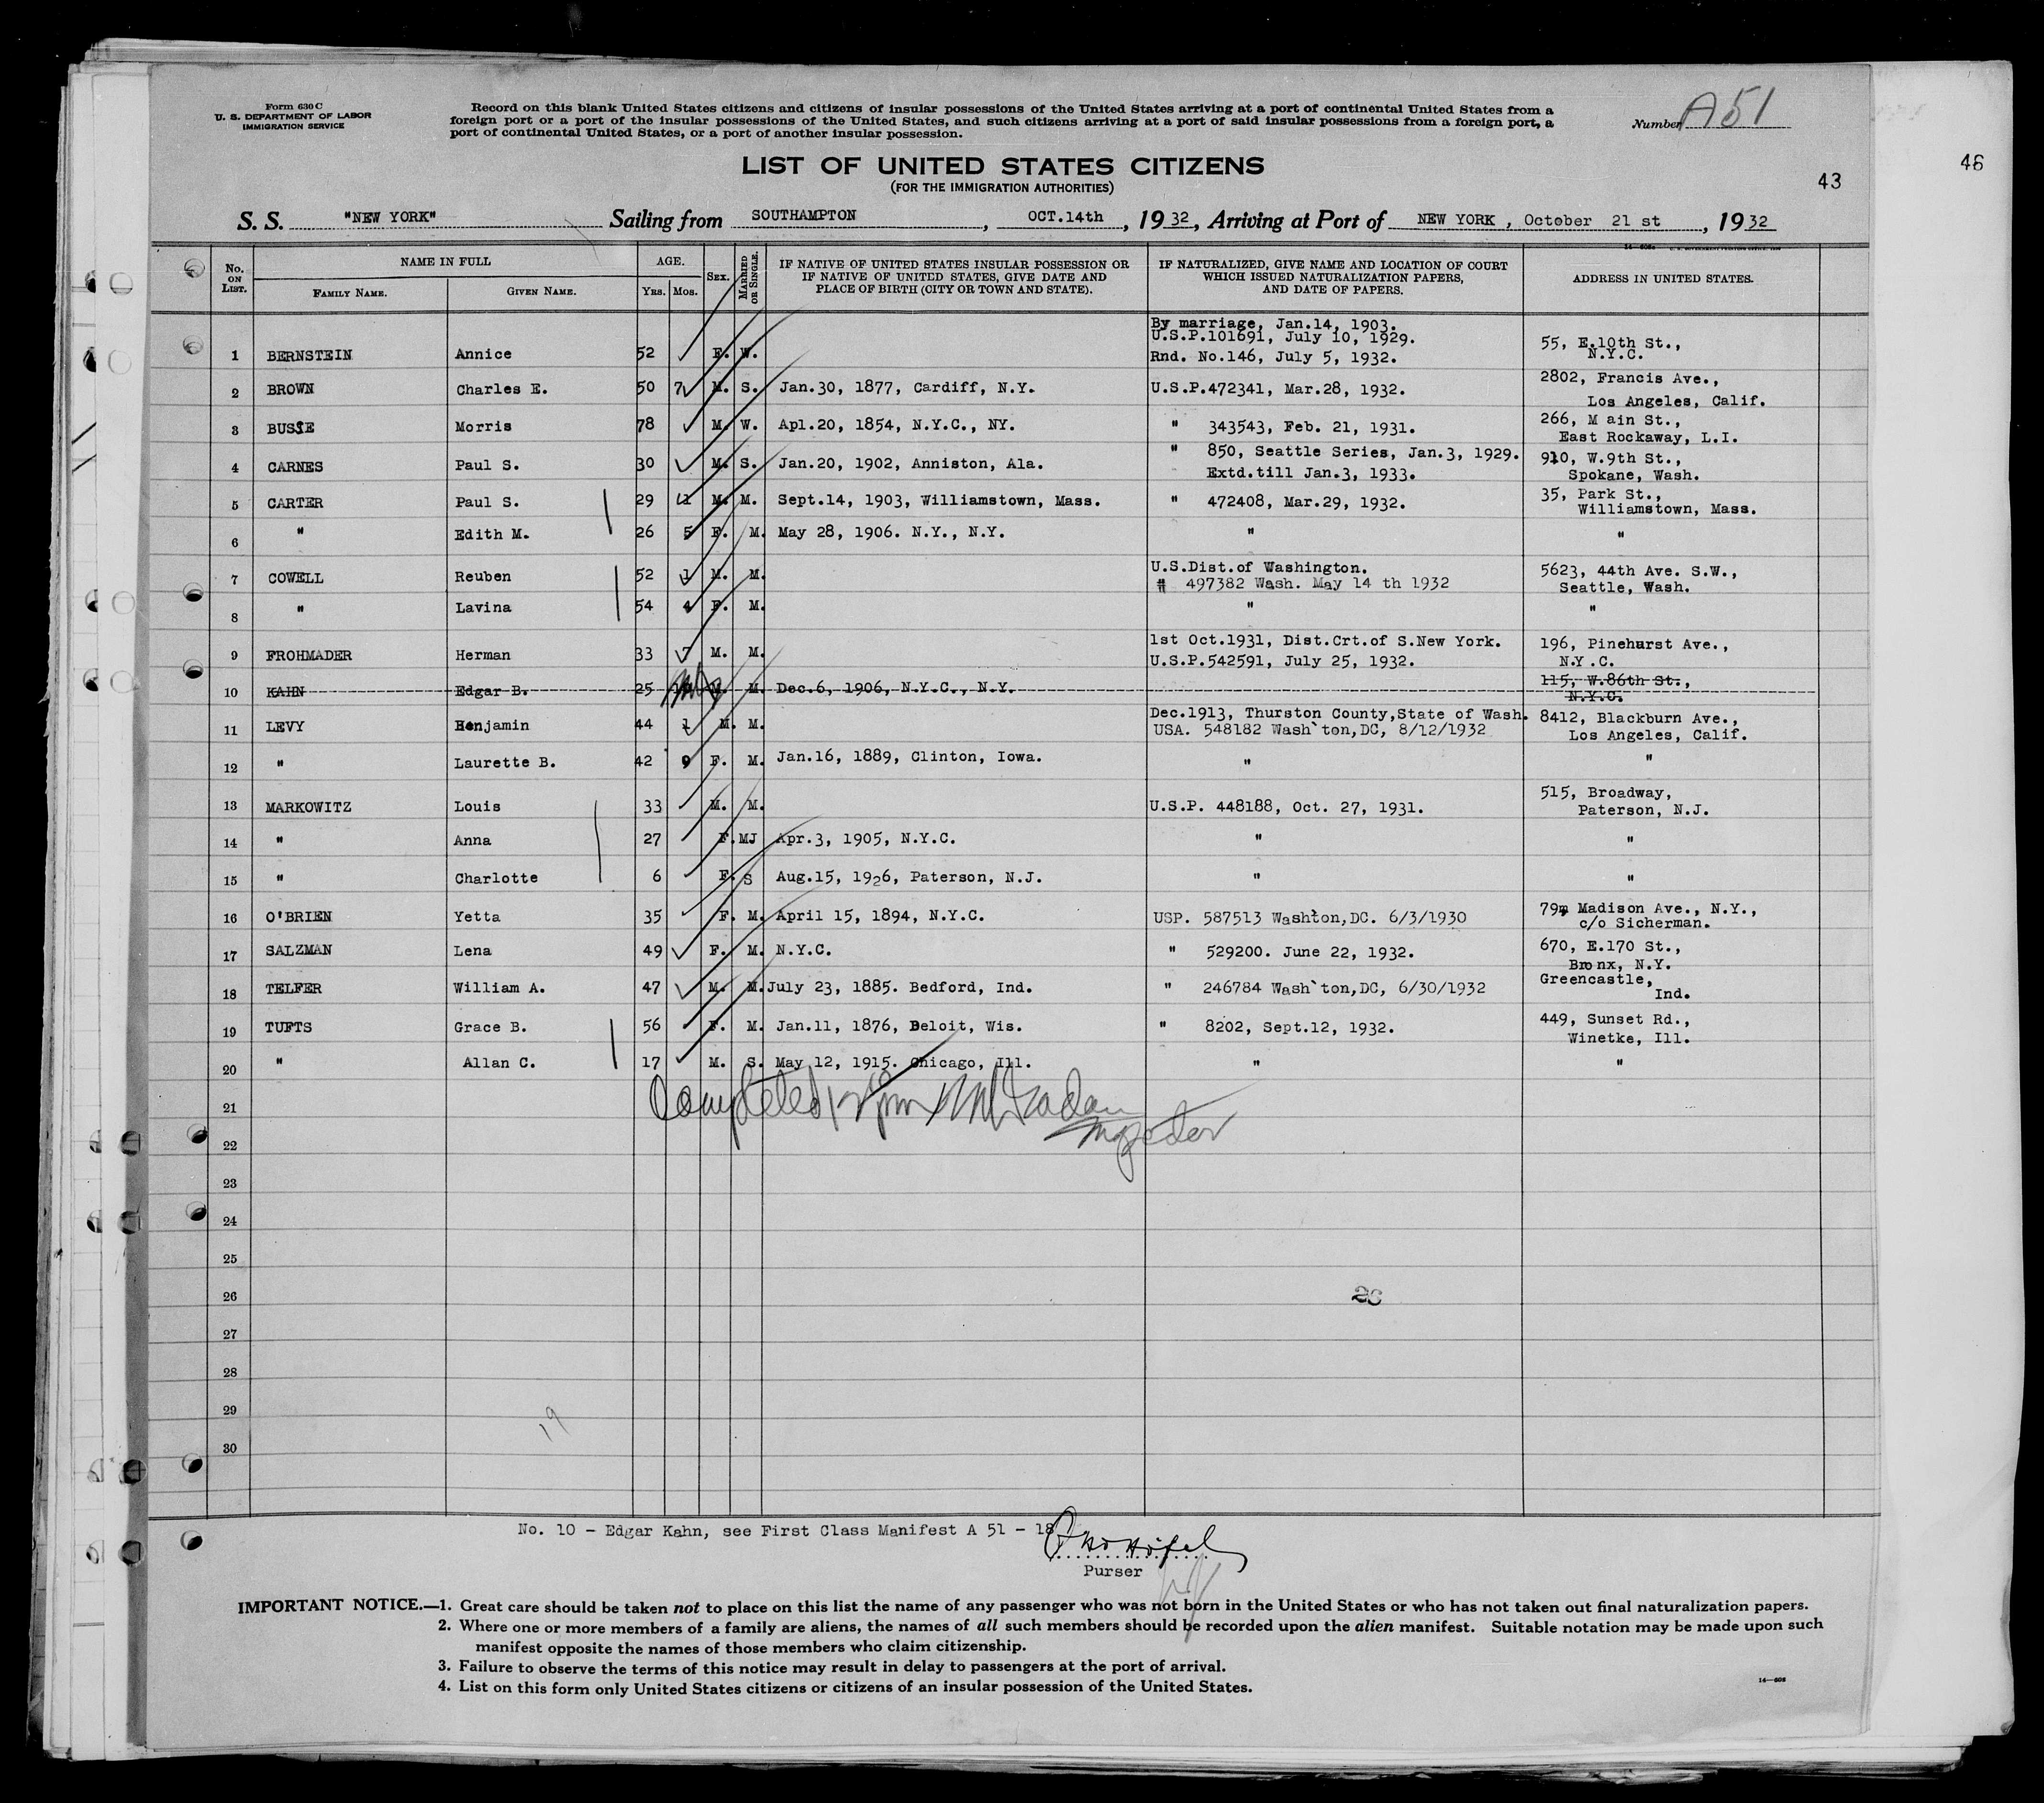 Form 630 C
U. S. DEPARTMENT OF LABOR
IMMIGRATION SERVICE
Record on this blank United States citizens and citizens of insular possessions of the United States arriving at a port of continental United States from a
foreign port or a port of the insular possessions of the United States, and such citizens arriving at a port of said insular possessions from a foreign port, a
port of continental United States, or a port of another insular possession.
Number A51
LIST OF UNITED STATES CITIZENS
(FOR THE IMMIGRATION AUTHORITIES)
43
46
S. S. "NEW YORK" Sailing from SOUTHAMPTON, OCT.14th, 1932, Arriving at Port of NEW YORK, October 21 st, 1932
No. ON LIST. NAME IN FULL FAMILY NAME. GIVEN NAME. AGE. YRS. MOS. SEX. MARRIED OR SINGLE. IF NATIVE OF UNITED STATES INSULAR POSSESSION OR IF NATIVE OF UNITED STATES, GIVE DATE AND PLACE OF BIRTH (CITY OR TOWN AND STATE). IF NATURALIZED, GIVE NAME AND LOCATION OF COURT WHICH ISSUED NATURALIZATION PAPERS, AND DATE OF PAPERS. ADDRESS IN UNITED STATES.
By marriage, Jan.14, 1903.
U.S.P.101691, July 10, 1929.
1 BERNSTEIN Annice 52 F. W. Rnd. No.146, July 5, 1932. 55, E.10th St.,
N.Y.C.
2 BROWN Charles E. 50 7 M. S. Jan.30, 1877, Cardiff, N.Y. U.S.P.472341, Mar.28, 1932. 2802, Francis Ave.,
Los Angeles, Calif.
3 BUSSE Morris 78 M. W. Apl.20, 1854, N.Y.C., NY. " 343543, Feb. 21, 1931. 266, M ain St.,
East Rockaway, L.I.
4 CARNES Paul S. 30 M. S. Jan.20, 1902, Anniston, Ala. " 850, Seattle Series, Jan.3, 1929. 910, W.9th St.,
Extd.till Jan.3, 1933. Spokane, Wash.
5 CARTER Paul S. 29 M. M. Sept.14, 1903, Williamstown, Mass. " 472408, Mar.29, 1932. 35, Park St.,
Williamstown, Mass.
6 " Edith M. 26 5 F. M. May 28, 1906. N.Y., N.Y. " "
7 COWELL Reuben 52 1 M. M. U.S.Dist.of Washington. 5623, 44th Ave. S.W.,
# 497382 Wash. May 14 th 1932 Seattle, Wash.
8 " Lavina 54 4 F. M. " "
9 FROHMADER Herman 33 7 M. M. 1st Oct.1931, Dist.Crt.of S.New York. 196, Pinehurst Ave.,
U.S.P.542591, July 25, 1932. N.Y.C.
10 KAHN Edgar B. 25 M. M. Dec.6, 1906, N.Y.C., N.Y. 115, W.86th St.,
N.Y.C.
11 LEVY Benjamin 44 1 M. M. Dec.1913, Thurston County,State of Wash. 8412, Blackburn Ave.,
USA. 548182 Wash`ton,DC, 8/12/1932 Los Angeles, Calif.
12 " Laurette B. 42 9 F. M. Jan.16, 1889, Clinton, Iowa. " "
13 MARKOWITZ Louis 33 M. M. U.S.P. 448188, Oct. 27, 1931. 515, Broadway,
Paterson, N.J.
14 " Anna 27 F. MJ Apr.3, 1905, N.Y.C. " "
15 " Charlotte 6 F. S Aug.15, 1926, Paterson, N.J. " "
16 O'BRIEN Yetta 35 F. M. April 15, 1894, N.Y.C. USP. 587513 Washton,DC. 6/3/1930 79m Madison Ave., N.Y.,
c/o Sicherman.
17 SALZMAN Lena 49 F. M. N.Y.C. " 529200. June 22, 1932. 670, E.170 St.,
Bronx, N.Y.
18 TELFER William A. 47 M. M. July 23, 1885. Bedford, Ind. " 246784 Wash`ton,DC, 6/30/1932 Greencastle,
Ind.
19 TUFTS Grace B. 56 F. M. Jan.11, 1876, Beloit, Wis. " 8202, Sept.12, 1932. 449, Sunset Rd.,
Winetke, Ill.
20 " Allan C. 17 M. S. May 12, 1915. Chicago, Ill. " "
Completed
21
Inspector
22
23
24
25
26
27
28
29
19
30
No. 10 - Edgar Kahn, see First Class Manifest A 51 - 18
Purser
IMPORTANT NOTICE.—1. Great care should be taken not to place on this list the name of any passenger who was not born in the United States or who has not taken out final naturalization papers.
2. Where one or more members of a family are aliens, the names of all such members should be recorded upon the alien manifest. Suitable notation may be made upon such
manifest opposite the names of those members who claim citizenship.
3. Failure to observe the terms of this notice may result in delay to passengers at the port of arrival.
4. List on this form only United States citizens or citizens of an insular possession of the United States.